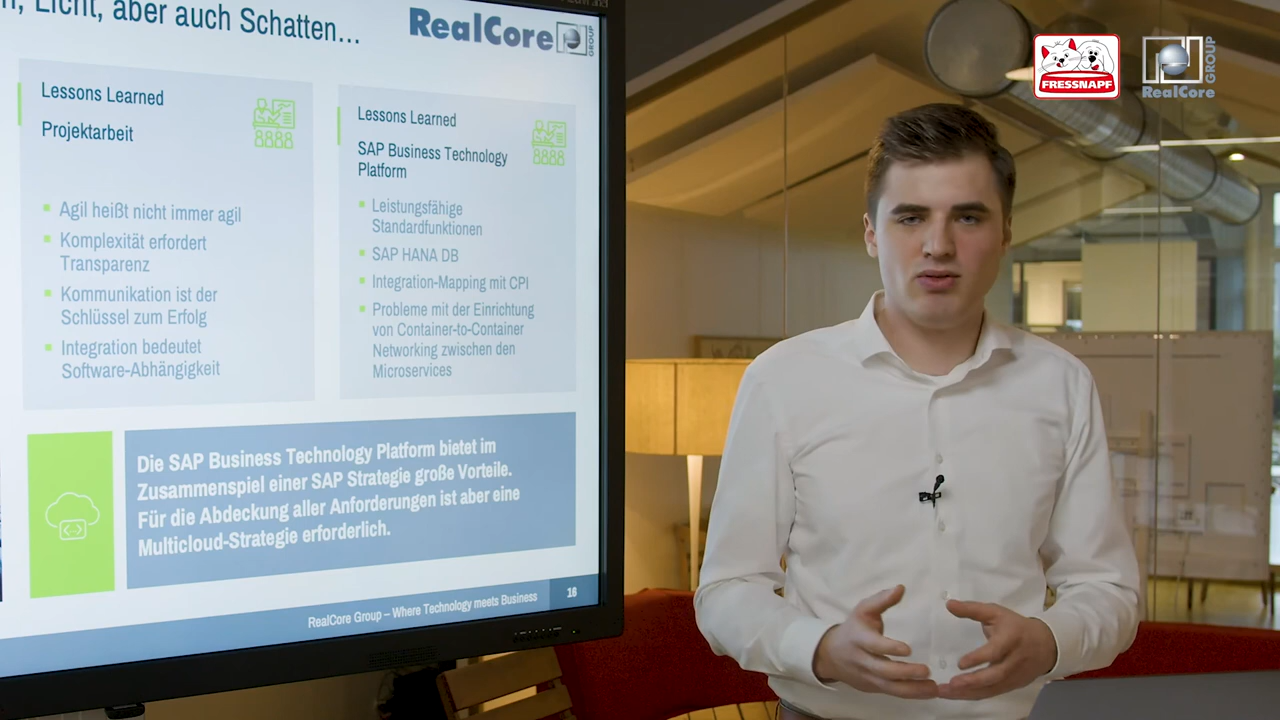 Licht, aber auch Schatten...
RealCore
GROUP
Lessons Learned
Projektarbeit
Agil heißt nicht immer agil
Komplexität erfordert
Transparenz
Kommunikation ist der
Schlüssel zum Erfolg
Integration bedeutet
Software-Abhängigkeit
Lessons Learned
SAP Business Technology
Platform
Leistungsfähige
Standardfunktionen
SAP HANA DB
Integration-Mapping mit CPI
Probleme mit der Einrichtung
von Container-to-Container
Networking zwischen den
Microservices
Die SAP Business Technology Platform bietet im
Zusammenspiel einer SAP Strategie große Vorteile.
Für die Abdeckung aller Anforderungen ist aber eine
Multicloud-Strategie erforderlich.
RealCore Group – Where Technology meets Business
16
FRESSNAPF
RealCore
GROUP